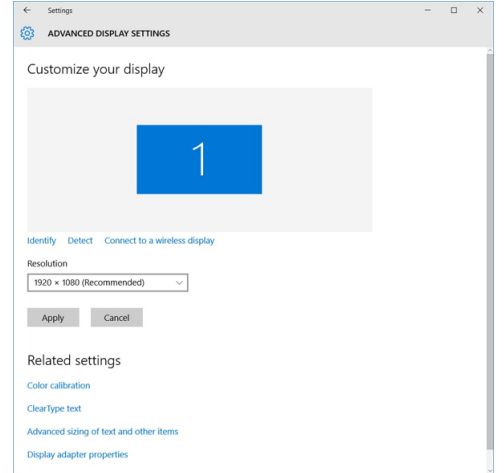 Settings
ADVANCED DISPLAY SETTINGS
Customize your display
1
Identify Detect Connect to a wireless display
Resolution
1920 × 1080 (Recommended)
Apply Cancel
Related settings
Color calibration
ClearType text
Advanced sizing of text and other items
Display adapter properties